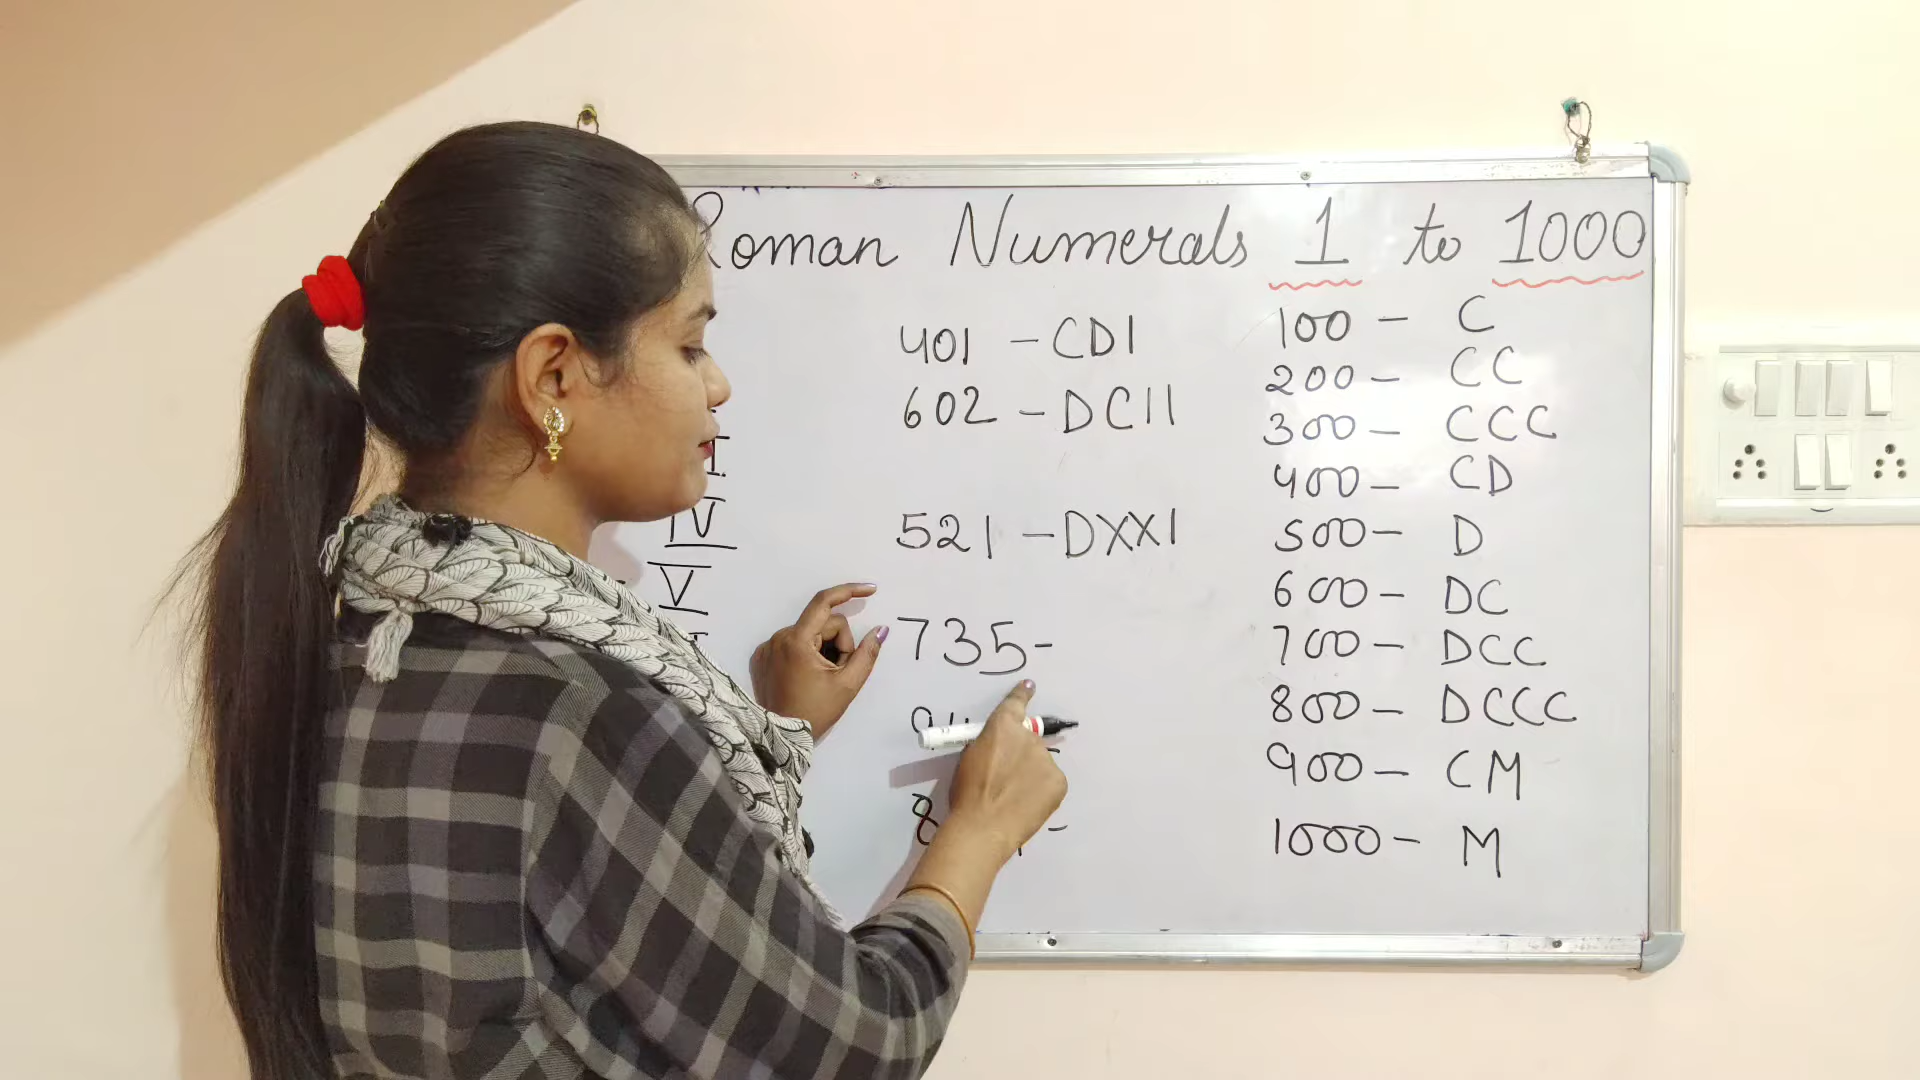 Roman Numerals 1 to 1000
401 - CDI
602 - DCII
521 - DXXI
735 -
IV
V
100 - C
200 - CC
300 - CCC
400 - CD
500 - D
600 - DC
700 - DCC
800 - DCCC
900 - CM
1000 - M